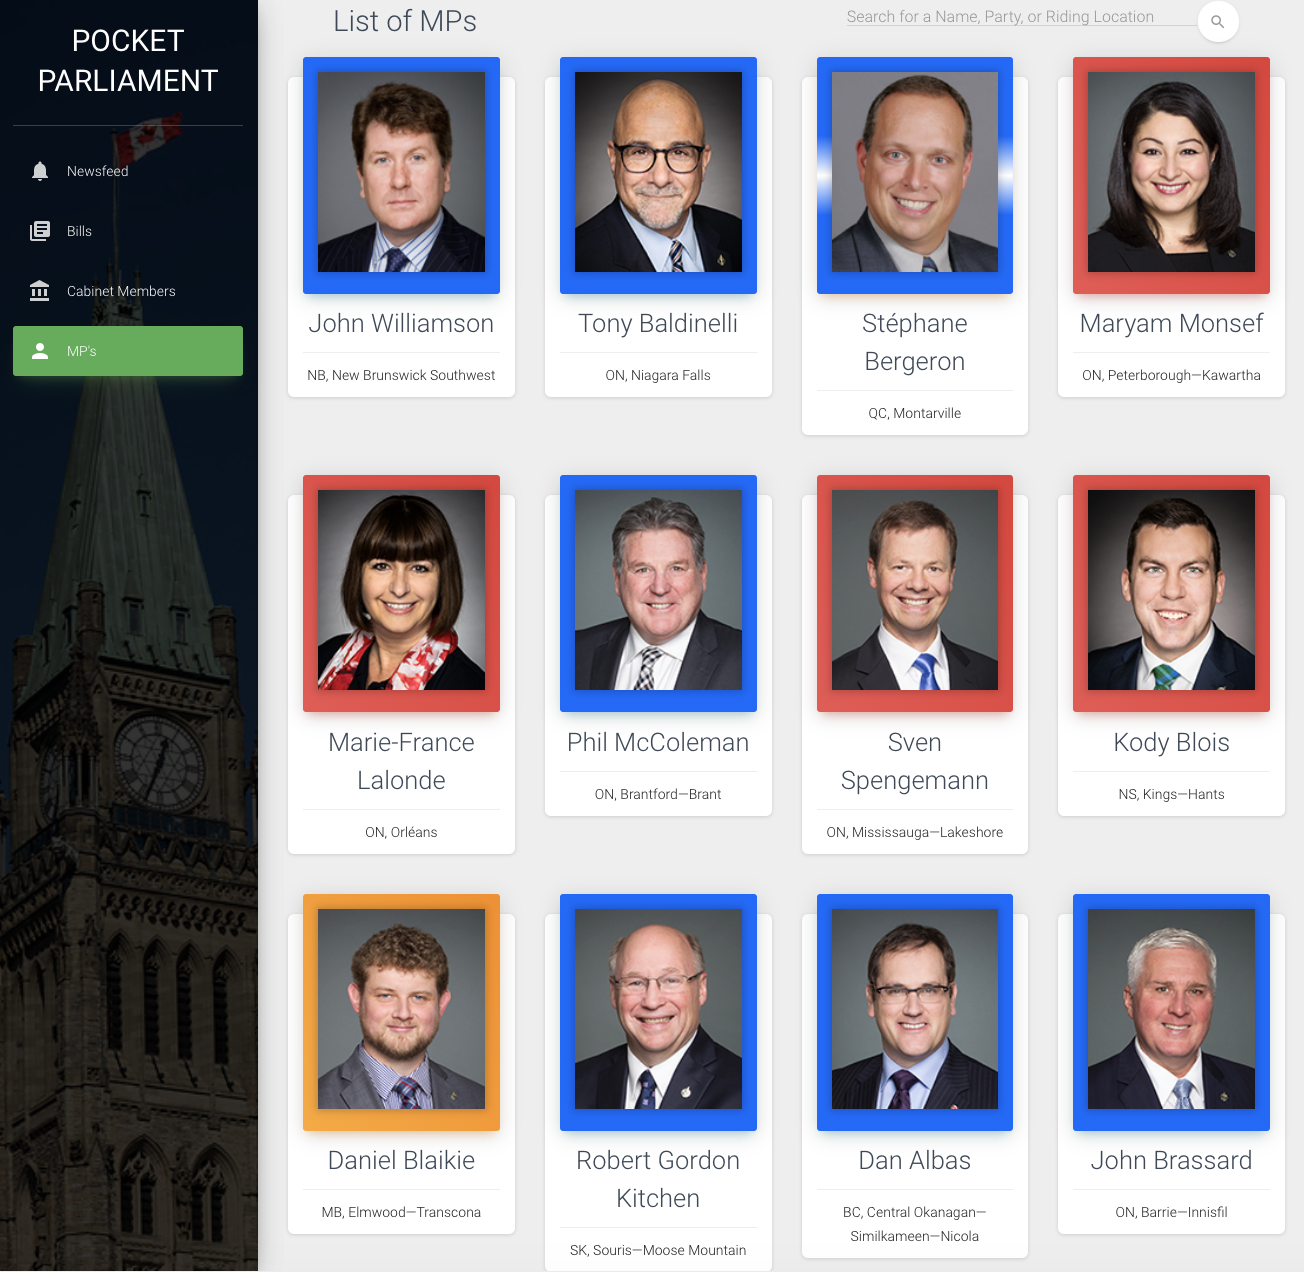 POCKET
PARLIAMENT
Newsfeed
Bills
Cabinet Members
MP's
List of MPs
Search for a Name, Party, or Riding Location
John Williamson
NB, New Brunswick Southwest
Tony Baldinelli
ON, Niagara Falls
Stéphane
Bergeron
QC, Montarville
Maryam Monsef
ON, Peterborough—Kawartha
Marie-France
Lalonde
ON, Orléans
Phil McColeman
ON, Brantford—Brant
Sven
Spengemann
ON, Mississauga—Lakeshore
Kody Blois
NS, Kings—Hants
Daniel Blaikie
MB, Elmwood—Transcona
Robert Gordon
Kitchen
SK, Souris—Moose Mountain
Dan Albas
BC, Central Okanagan—
Similkameen—Nicola
John Brassard
ON, Barrie—Innisfil